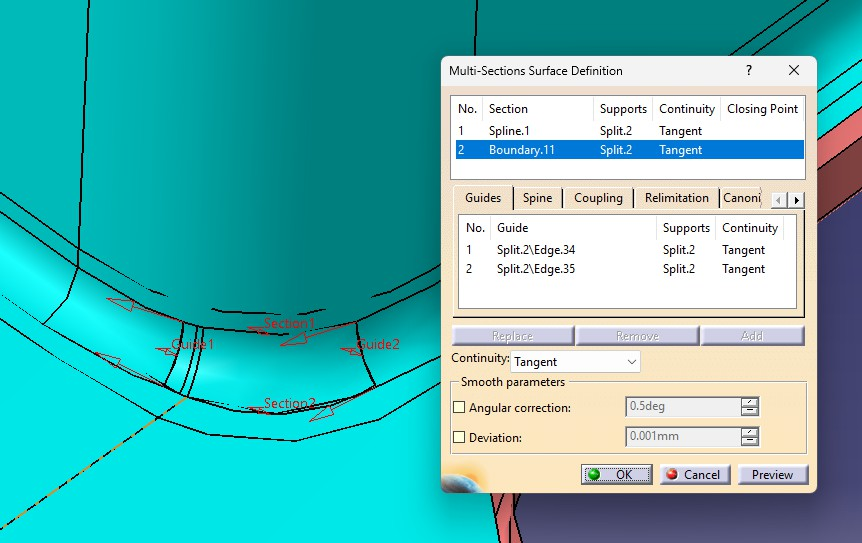 Multi-Sections Surface Definition ?
No. Section Supports Continuity Closing Point
1 Spline.1 Split.2 Tangent
2 Boundary.11 Split.2 Tangent
Guides Spine Coupling Relimitation Canoni
No. Guide Supports Continuity
1 Split.2\Edge.34 Split.2 Tangent
2 Split.2\Edge.35 Split.2 Tangent
Replace Remove Add
Continuity: Tangent
Smooth parameters
Angular correction: 0.5deg
Deviation: 0.001mm
OK Cancel Preview
Section1
Guide1 Guide2
Section2